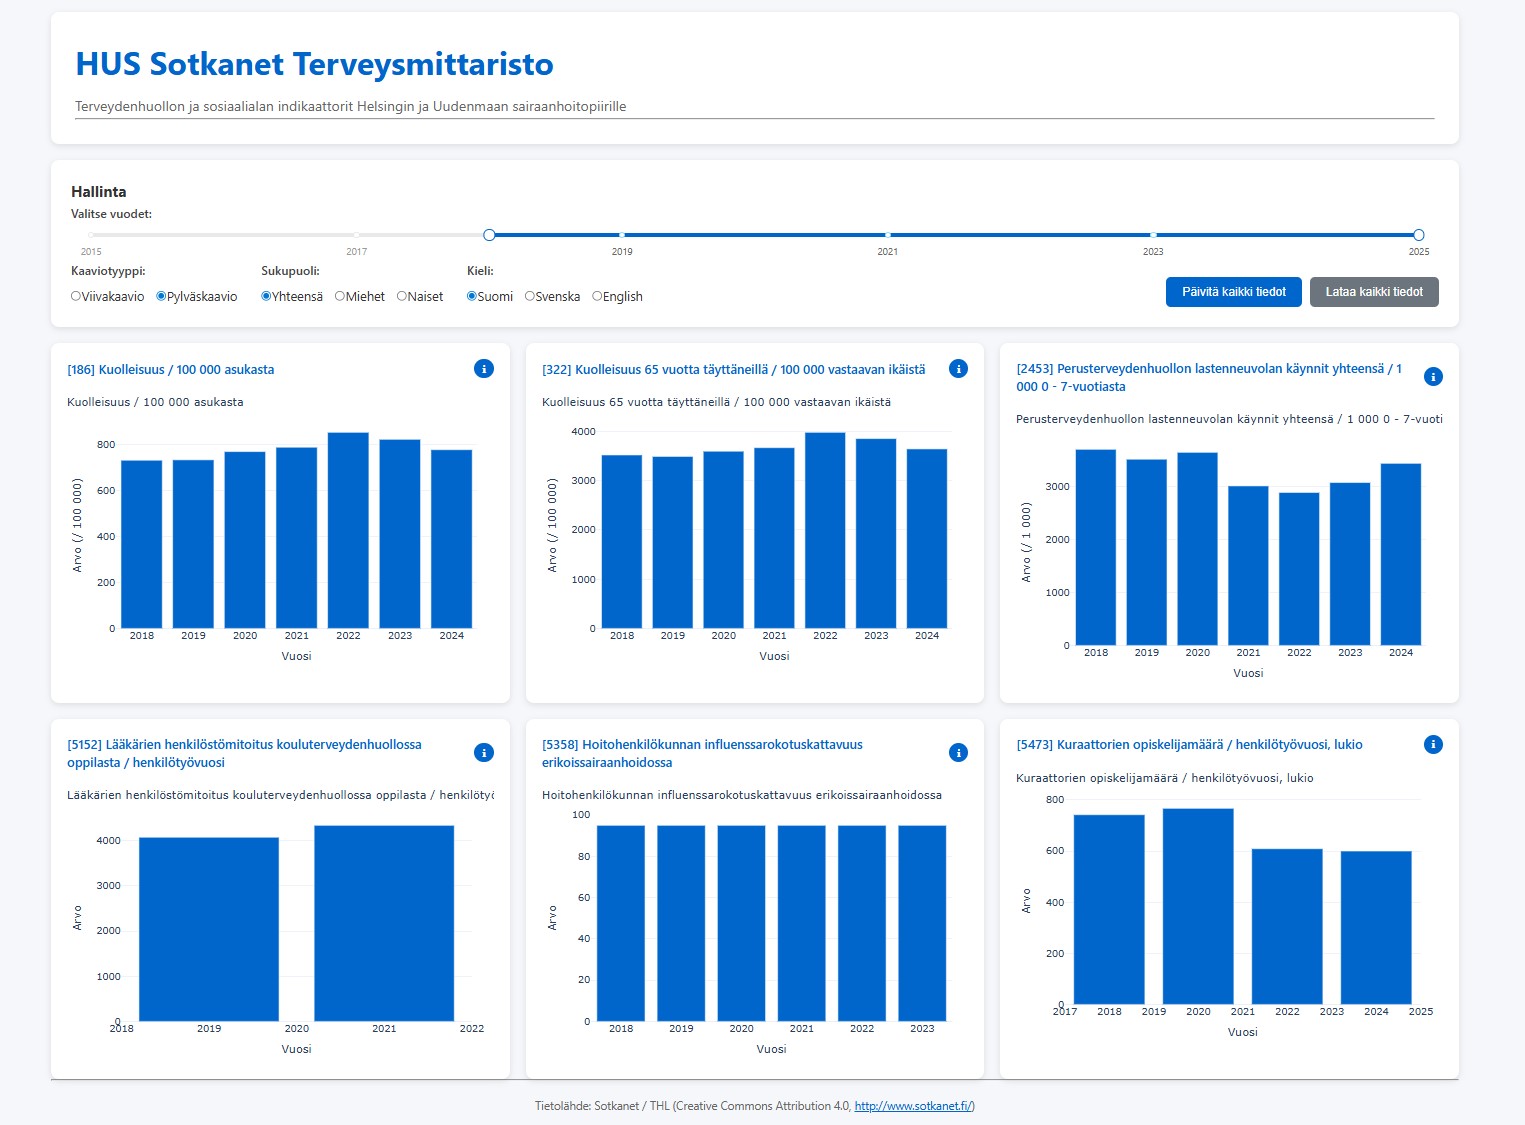 HUS Sotkanet Terveysmittaristo
Terveydenhuollon ja sosiaalialan indikaattorit Helsingin ja Uudenmaan sairaanhoitopiirille
Hallinta
Valitse vuodet:
2015 2017 2019 2021 2023 2025
Kaaviotyyppi: Sukupuoli: Kieli:
Viivakaavio Pylväskaavio Yhteensä Miehet Naiset Suomi Svenska English
Päivitä kaikki tiedot Lataa kaikki tiedot
[186] Kuolleisuus / 100 000 asukasta
i
Kuolleisuus / 100 000 asukasta
Arvo (/ 100 000)
800
600
400
200
0
2018 2019 2020 2021 2022 2023 2024
Vuosi
[322] Kuolleisuus 65 vuotta täyttäneillä / 100 000 vastaavan ikäistä
i
Kuolleisuus 65 vuotta täyttäneillä / 100 000 vastaavan ikäistä
Arvo (/ 100 000)
4000
3000
2000
1000
0
2018 2019 2020 2021 2022 2023 2024
Vuosi
[2453] Perusterveydenhuollon lastenneuvolan käynnit yhteensä / 1
000 0 - 7-vuotiasta
i
Perusterveydenhuollon lastenneuvolan käynnit yhteensä / 1 000 0 - 7-vuoti
Arvo (/ 1 000)
3000
2000
1000
0
2018 2019 2020 2021 2022 2023 2024
Vuosi
[5152] Lääkärien henkilöstömitoitus kouluterveydenhuollossa
oppilasta / henkilötyövuosi
i
Lääkärien henkilöstömitoitus kouluterveydenhuollossa oppilasta / henkilötyö
Arvo
4000
3000
2000
1000
0
2018 2019 2020 2021 2022
Vuosi
[5358] Hoitohenkilökunnan influenssarokotuskattavuus
erikoissairaanhoidossa
i
Hoitohenkilökunnan influenssarokotuskattavuus erikoissairaanhoidossa
Arvo
100
80
60
40
20
0
2018 2019 2020 2021 2022 2023
Vuosi
[5473] Kuraattorien opiskelijamäärä / henkilötyövuosi, lukio
i
Kuraattorien opiskelijamäärä / henkilötyövuosi, lukio
Arvo
800
600
400
200
0
2017 2018 2019 2020 2021 2022 2023 2024 2025
Vuosi
Tietolähde: Sotkanet / THL (Creative Commons Attribution 4.0, http://www.sotkanet.fi/)